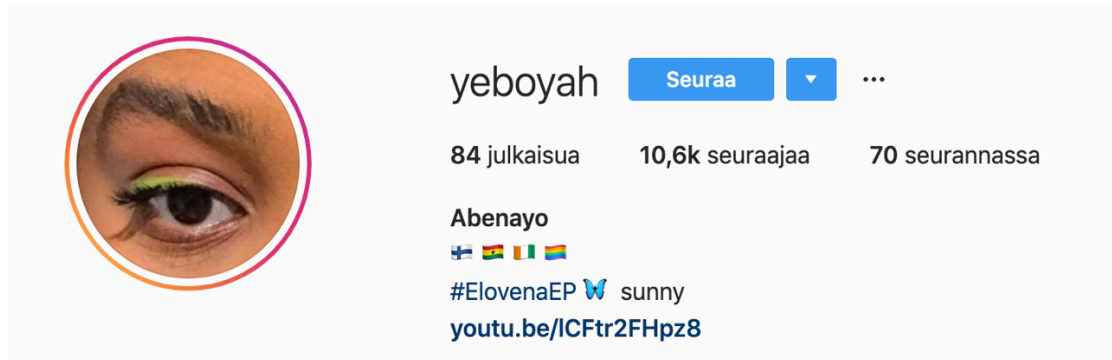 yeboyah Seuraa ...
84 julkaisua 10,6k seuraajaa 70 seurannassa
Abenayo
🇫🇮 🇬🇭 🇨🇮 🏳️‍🌈
#ElovenaEP 🦋 sunny
youtu.be/lCFtr2FHpz8